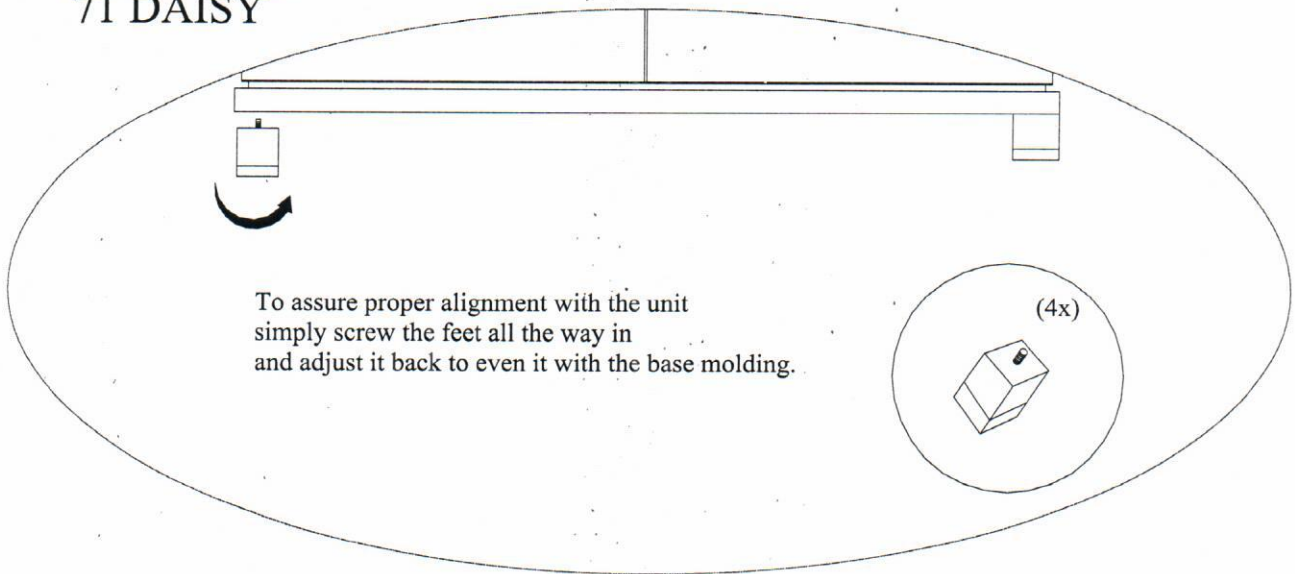 71 DAISY
To assure proper alignment with the unit
simply screw the feet all the way in
and adjust it back to even it with the base molding.
(4x)